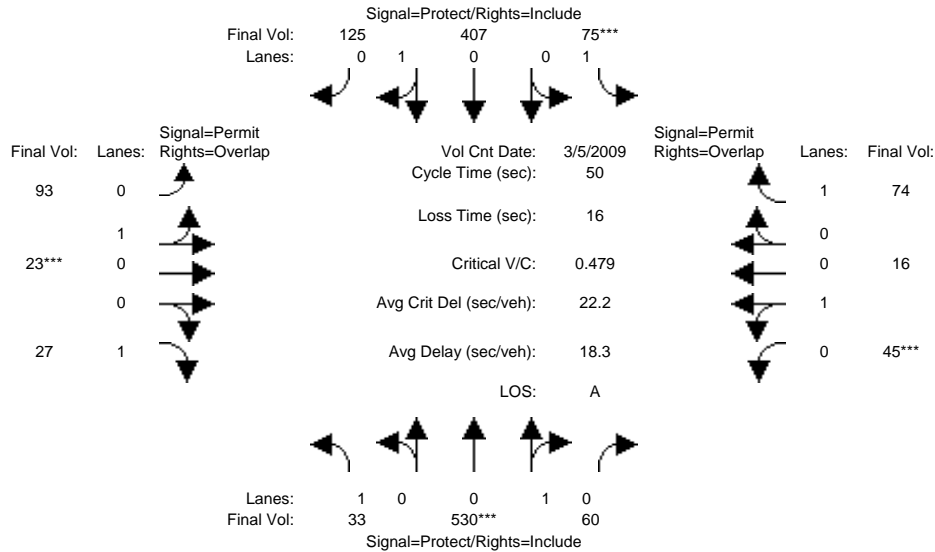 Signal=Protect/Rights=Include
Final Vol: 125 407 75***
Lanes: 0 1 0 0 1
Signal=Permit
Final Vol: Lanes: Rights=Overlap
Vol Cnt Date: 3/5/2009
Signal=Permit
Rights=Overlap Lanes: Final Vol:
Cycle Time (sec): 50
93 0
1 74
Loss Time (sec): 16
1
0
23*** 0
Critical V/C: 0.479
0 16
0
Avg Crit Del (sec/veh): 22.2
1
27 1
Avg Delay (sec/veh): 18.3
0 45***
LOS: A
Lanes: 1 0 0 1 0
Final Vol: 33 530*** 60
Signal=Protect/Rights=Include